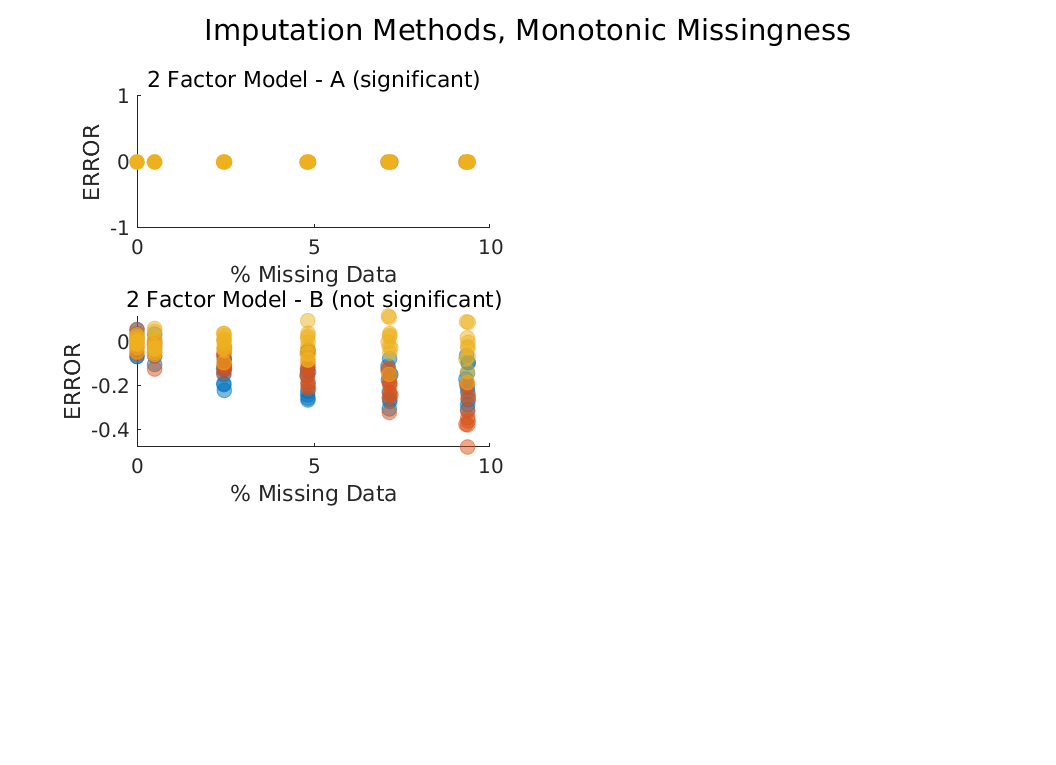 Imputation Methods, Monotonic Missingness
2 Factor Model - A (significant)
1
0
-1
ERROR
0 5 10
% Missing Data
2 Factor Model - B (not significant)
0
-0.2
-0.4
ERROR
0 5 10
% Missing Data